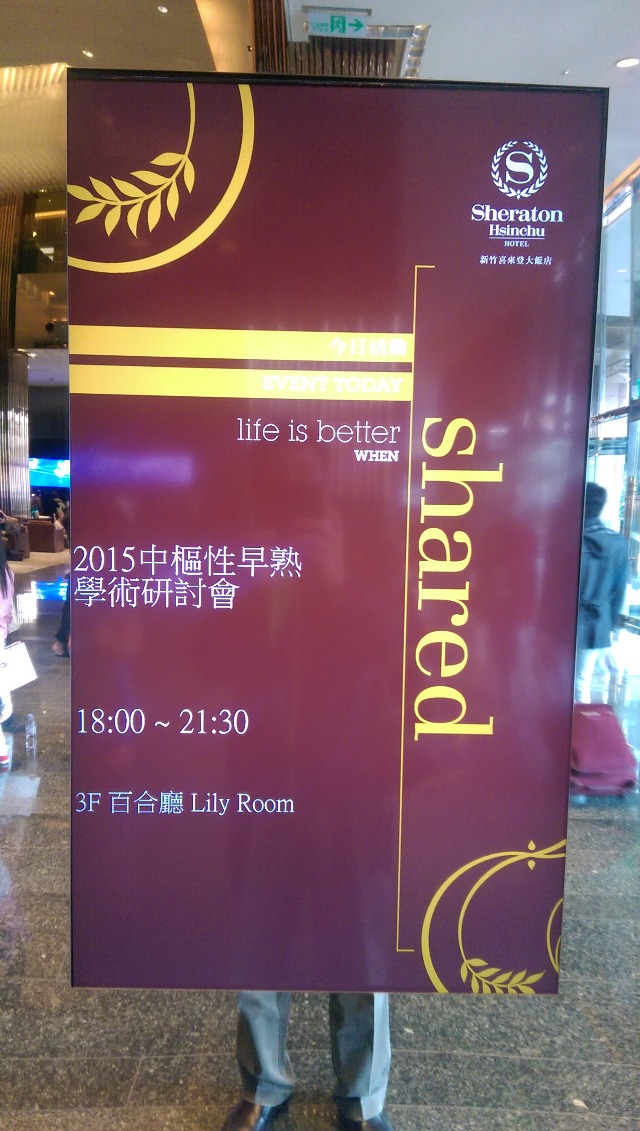 Sheraton
Hsinchu
HOTEL
新竹喜來登大飯店
今日活動
EVENT TODAY
life is better
WHEN
shared
2015中樞性早熟
學術研討會
18:00 ~ 21:30
3F 百合廳 Lily Room